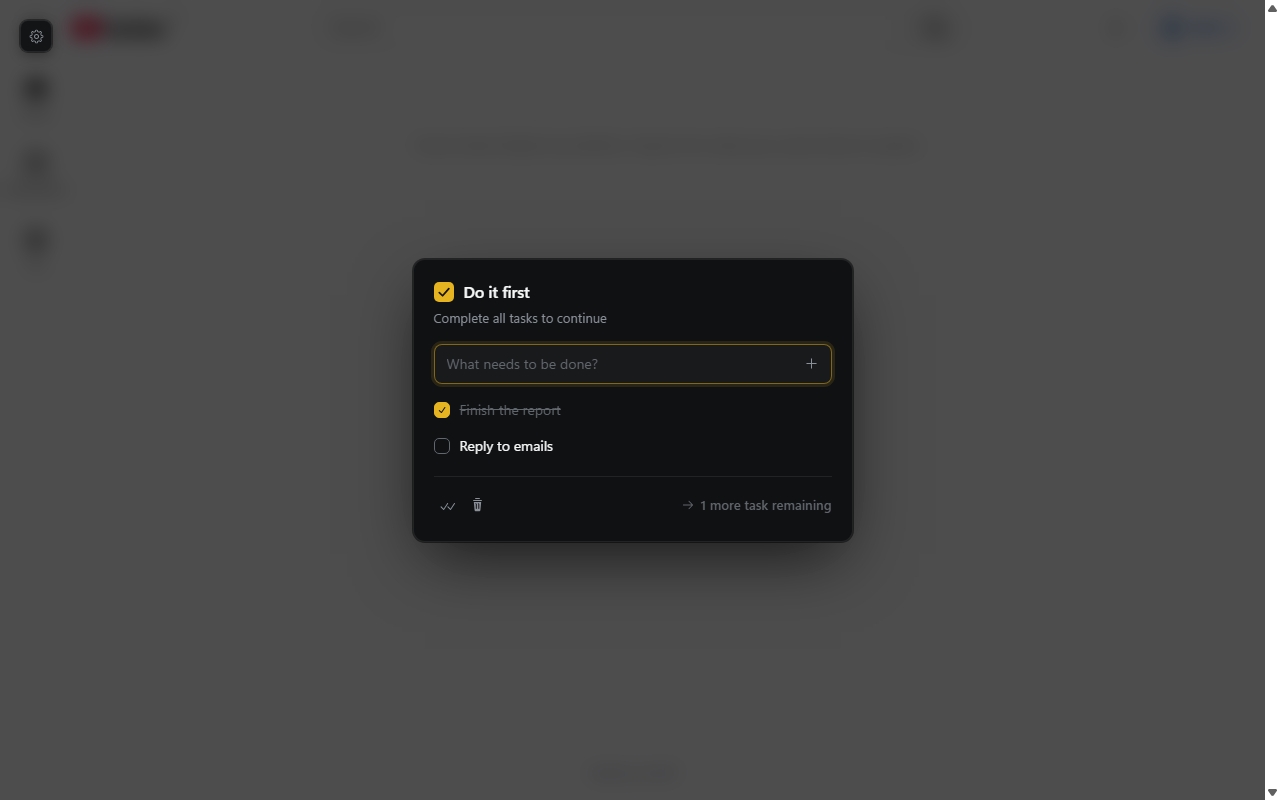 Do it first
Complete all tasks to continue
What needs to be done?
Finish the report
Reply to emails
1 more task remaining